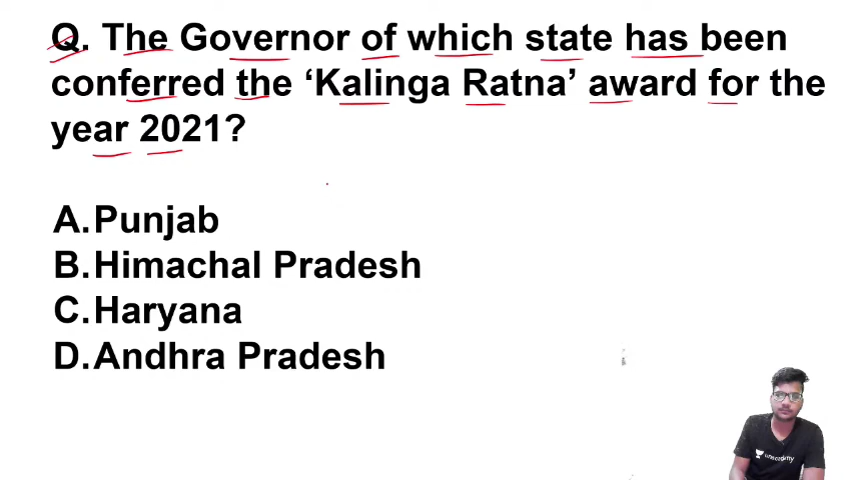 Q. The Governor of which state has been
conferred the ‘Kalinga Ratna’ award for the
year 2021?
A.Punjab
B.Himachal Pradesh
C.Haryana
D.Andhra Pradesh
unacademy